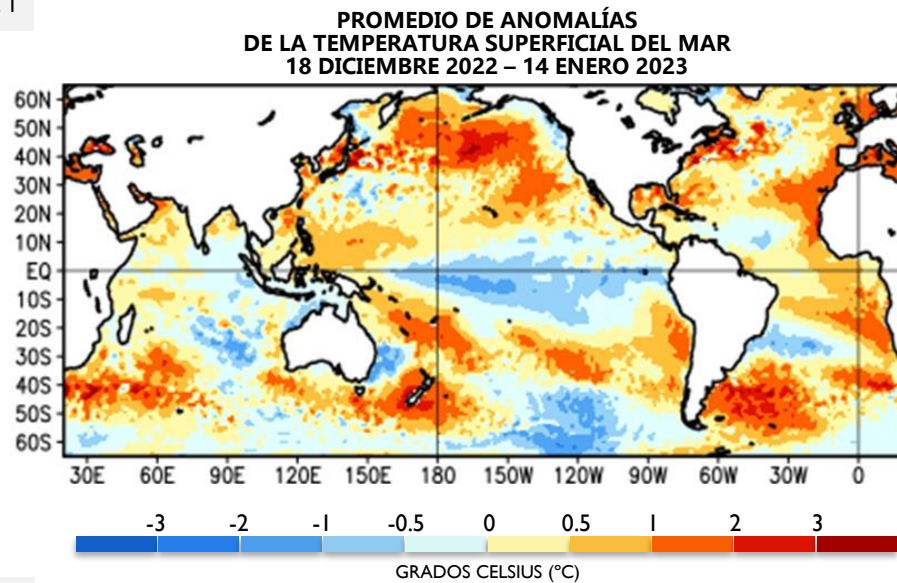 PROMEDIO DE ANOMALÍAS
DE LA TEMPERATURA SUPERFICIAL DEL MAR
18 DICIEMBRE 2022 – 14 ENERO 2023
60N
50N
40N
30N
20N
10N
EQ
10S
20S
30S
40S
50S
60S
30E 60E 90E 120E 150E 180 150W 120W 90W 60W 30W 0
-3 -2 -1 -0.5 0 0.5 1 2 3
GRADOS CELSIUS (ºC)